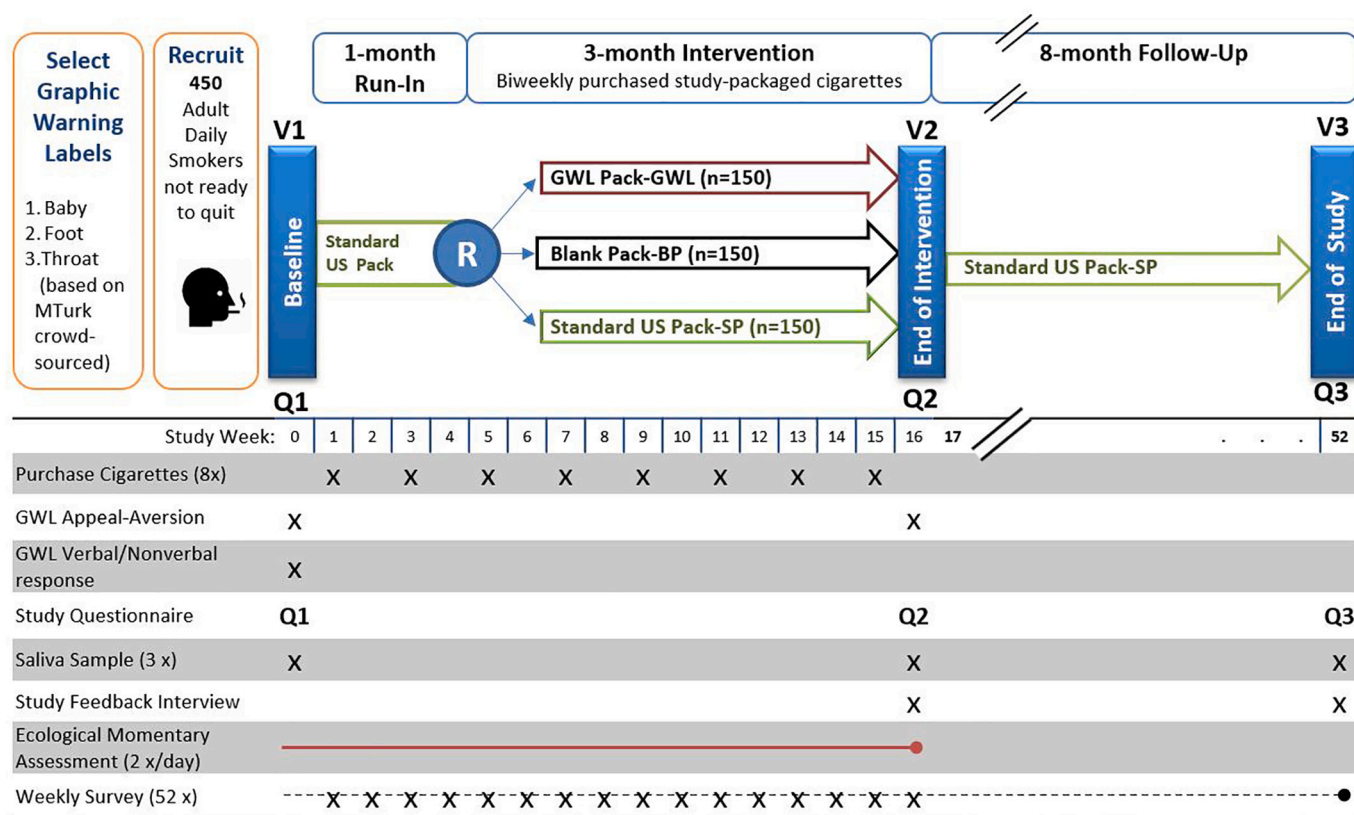 Select
Graphic
Warning
Labels
1. Baby
2. Foot
3.Throat
(based on
MTurk
crowd-
sourced)
Recruit
450
Adult
Daily
Smokers
not ready
to quit
1-month
Run-In
3-month Intervention
Biweekly purchased study-packaged cigarettes
8-month Follow-Up
V1
V2
V3
Baseline
Standard
US Pack
R
GWL Pack-GWL (n=150)
Blank Pack-BP (n=150)
Standard US Pack-SP (n=150)
End of Intervention
Standard US Pack-SP
End of Study
Q1
Q2
Q3
Study Week: 0 1 2 3 4 5 6 7 8 9 10 11 12 13 14 15 16 17 . . . 52
Purchase Cigarettes (8x) X X X X X X X X
GWL Appeal-Aversion X X
GWL Verbal/Nonverbal
response X
Study Questionnaire Q1 Q2 Q3
Saliva Sample (3 x) X X X
Study Feedback Interview X X
Ecological Momentary
Assessment (2 x/day)
Weekly Survey (52 x) X X X X X X X X X X X X X X X X